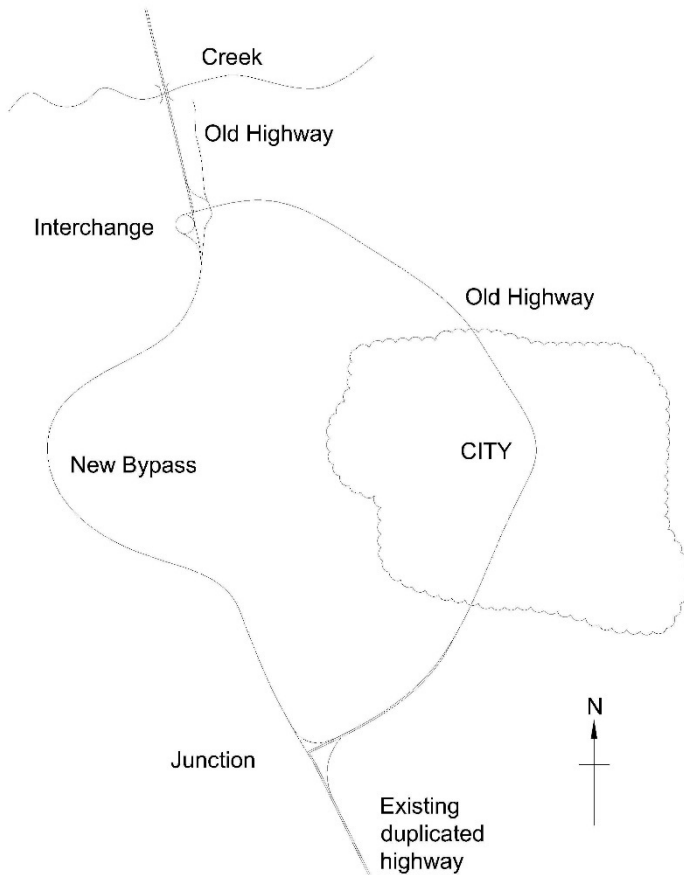 Creek
Old Highway
Interchange
Old Highway
New Bypass
CITY
N
Junction
Existing
duplicated
highway